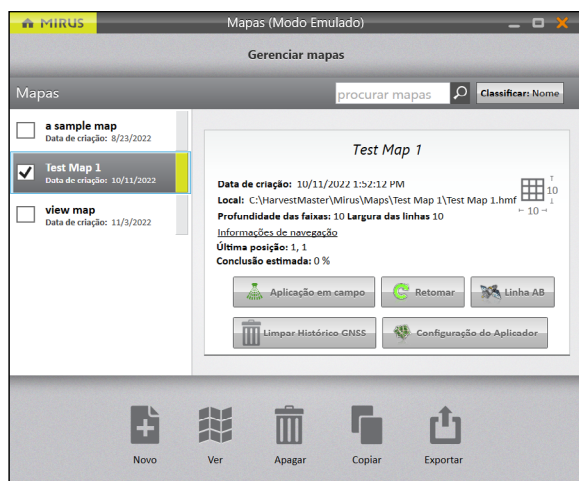 MIRUS
Mapas (Modo Emulado)
Gerenciar mapas
Mapas
procurar mapas
Classificar: Nome
a sample map
Data de criação: 8/23/2022
Test Map 1
Data de criação: 10/11/2022
view map
Data de criação: 11/3/2022
Test Map 1
Data de criação: 10/11/2022 1:52:12 PM
Local: C:\HarvestMaster\Mirus\Maps\Test Map 1\Test Map 1.hmf
Profundidade das faixas: 10 Largura das linhas 10
10
10
Informações de navegação
Última posição: 1, 1
Conclusão estimada: 0 %
Aplicação em campo
Retomar
Linha AB
Limpar Histórico GNSS
Configuração do Aplicador
Novo
Ver
Apagar
Copiar
Exportar